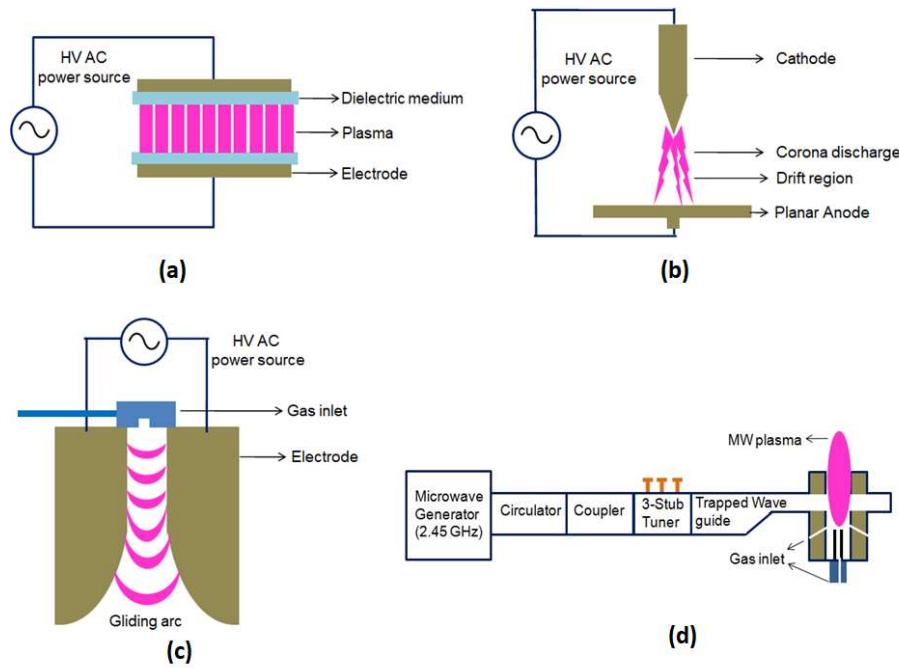 HV AC
power source
Dielectric medium
Plasma
Electrode
(a)
HV AC
power source
Cathode
Corona discharge
Drift region
Planar Anode
(b)
HV AC
power source
Gas inlet
Electrode
Gliding arc
(c)
MW plasma
Microwave
Generator
(2.45 GHz)
Circulator
Coupler
3-Stub
Tuner
Trapped Wave
guide
Gas inlet
(d)